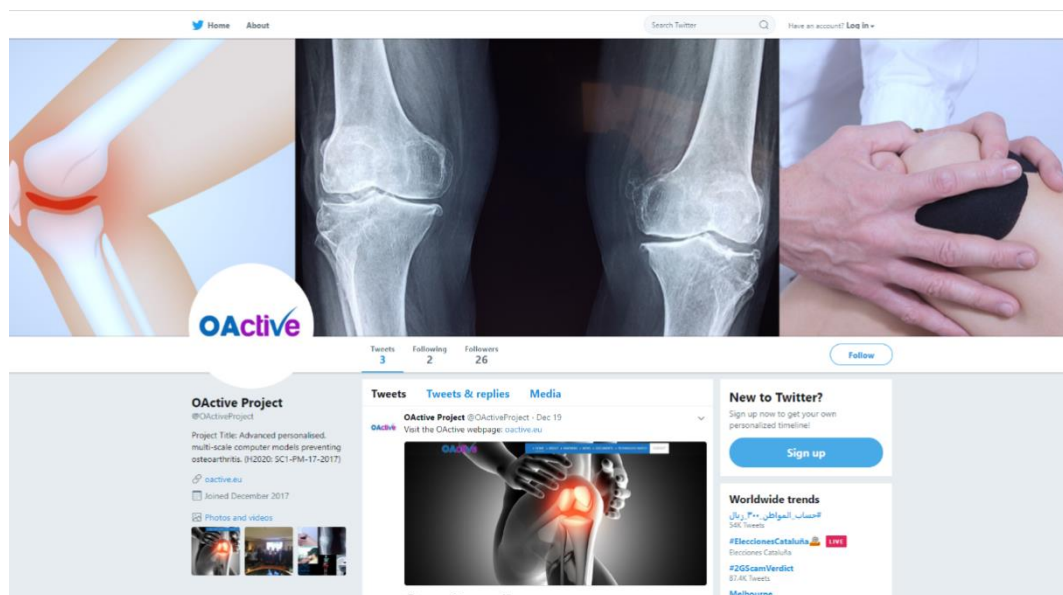 Home About
Search Twitter
Have an account? Log in
OActive
Tweets Following Followers
3 2 26
Follow
OActive Project
@OActiveProject
Project Title: Advanced personalised,
multi-scale computer models preventing
osteoarthritis. (H2020: SC1-PM-17-2017)
oactive.eu
Joined December 2017
Photos and videos
Tweets Tweets & replies Media
OActive Project @OActiveProject · Dec 19
OActive
Visit the OActive webpage: oactive.eu
OActive
New to Twitter?
Sign up now to get your own
personalized timeline!
Sign up
Worldwide trends
#حساب_المواطن_٣٠٠_ريال
54K Tweets
#EleccionesCataluña LIVE
Elecciones Cataluña
#2GScamVerdict
87.4K Tweets
Melbourne